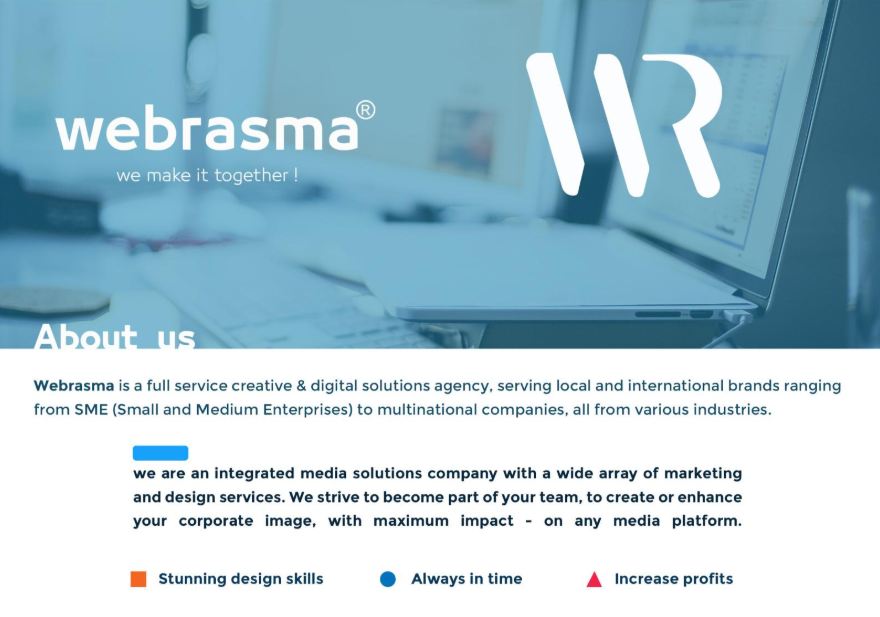 webrasma®
we make it together !
WR
About us
Webrasma is a full service creative & digital solutions agency, serving local and international brands ranging
from SME (Small and Medium Enterprises) to multinational companies, all from various industries.
we are an integrated media solutions company with a wide array of marketing
and design services. We strive to become part of your team, to create or enhance
your corporate image, with maximum impact - on any media platform.
Stunning design skills
Always in time
Increase profits